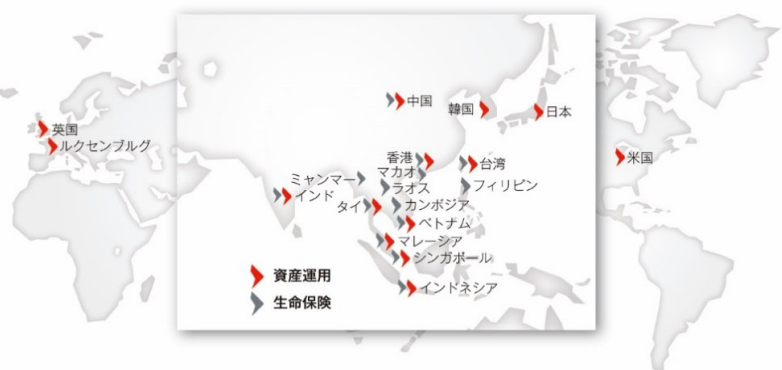 中国
韓国
日本
英国
ルクセンブルグ
香港
マカオ
台湾
米国
ミャンマー
ラオス
フィリピン
インド
タイ
カンボジア
ベトナム
マレーシア
シンガポール
インドネシア
資産運用
生命保険